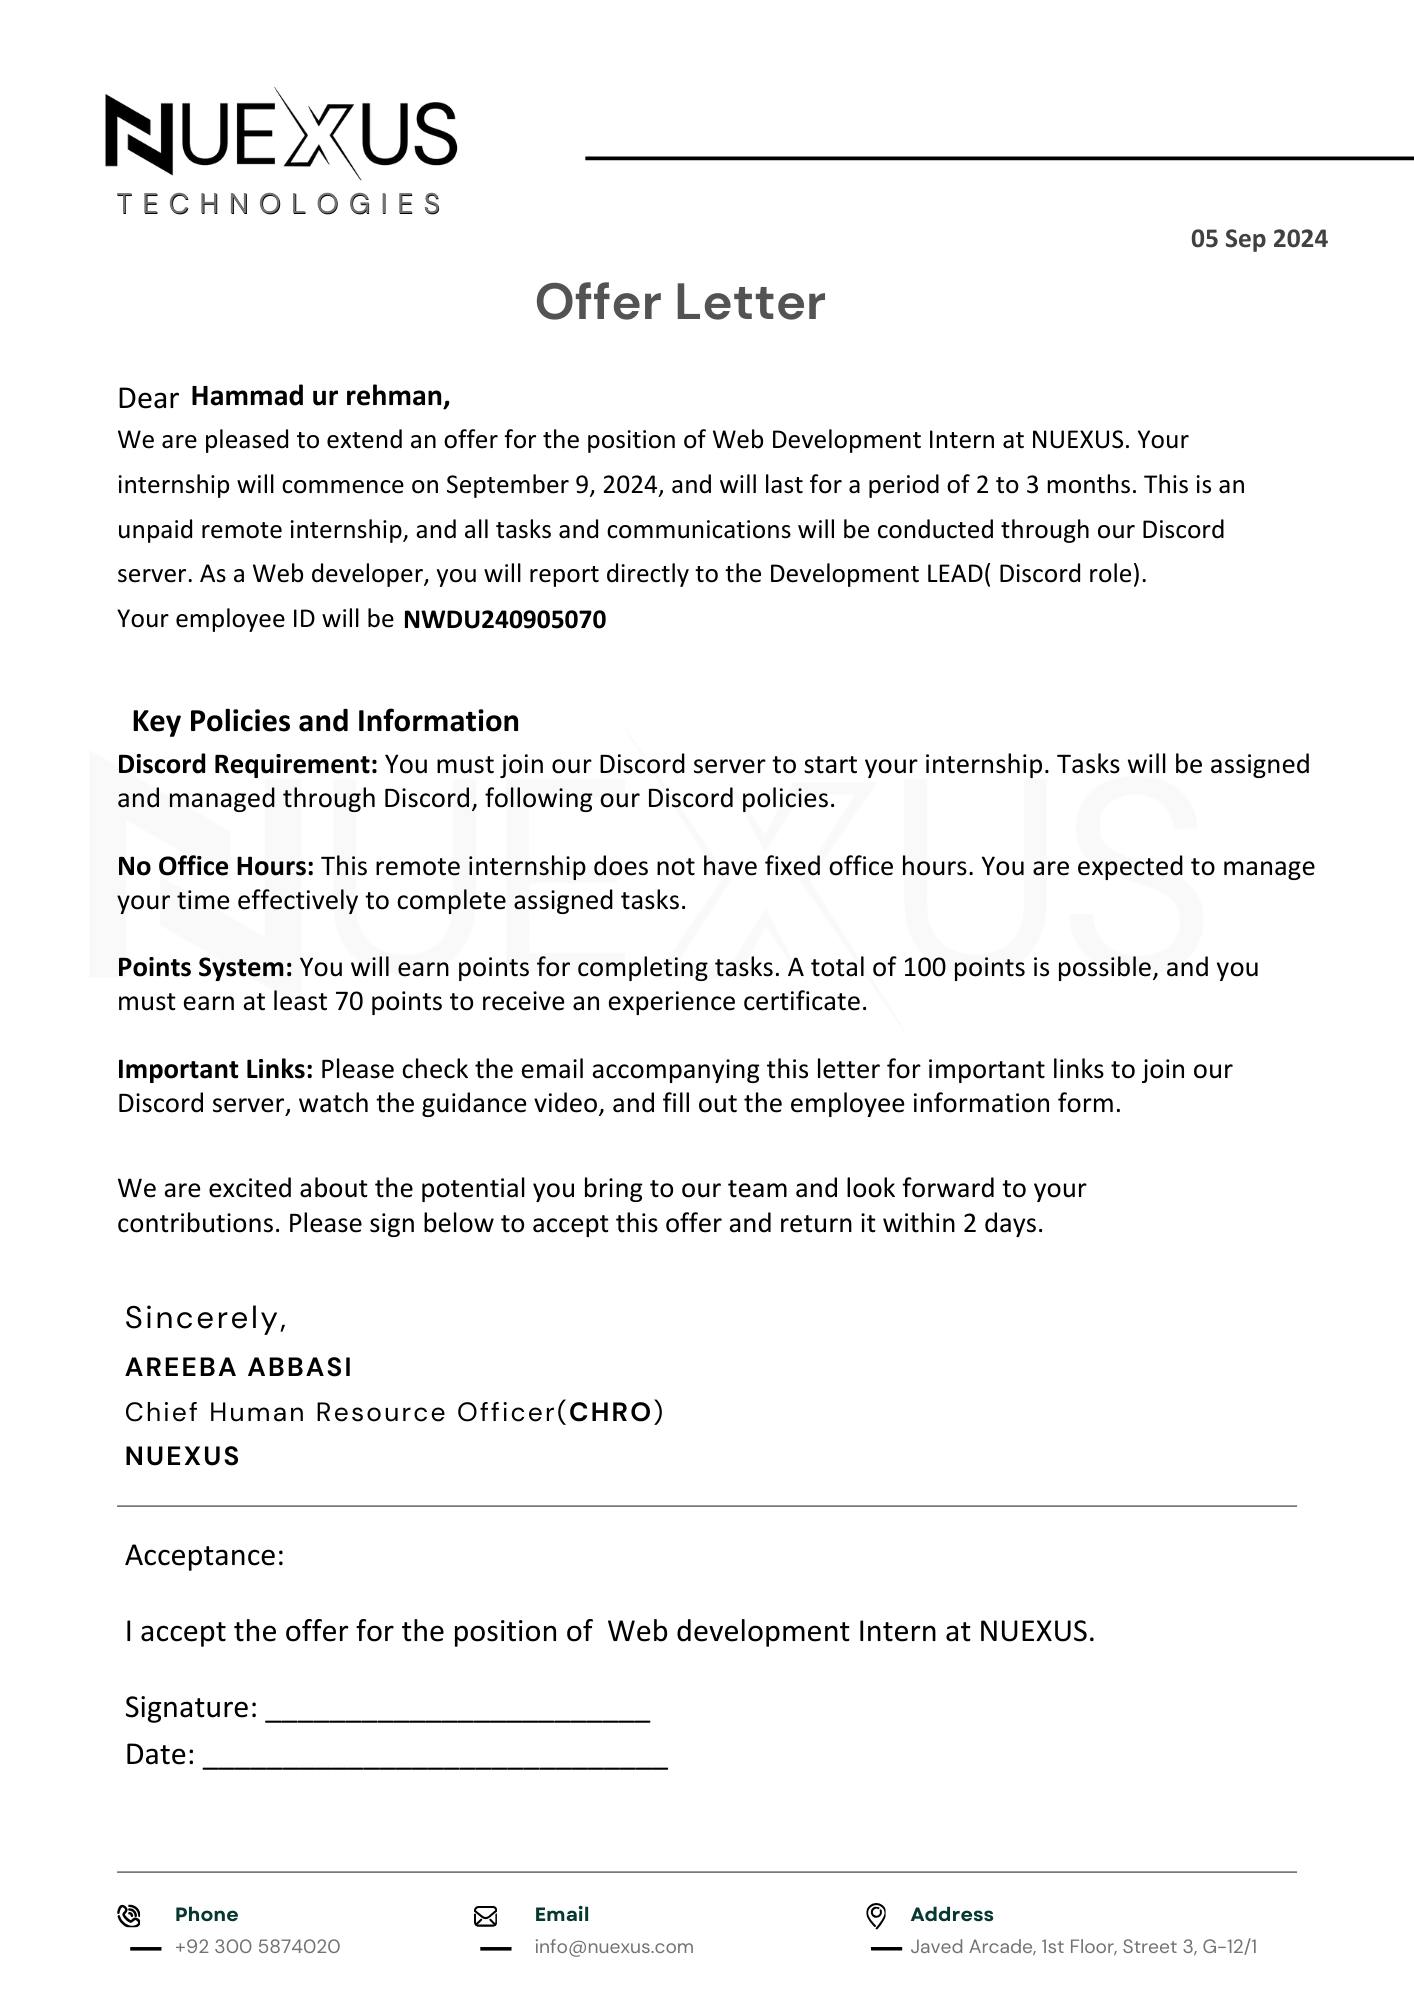 NUEXUS
TECHNOLOGIES
05 Sep 2024
Offer Letter
Dear Hammad ur rehman,
We are pleased to extend an offer for the position of Web Development Intern at NUEXUS. Your
internship will commence on September 9, 2024, and will last for a period of 2 to 3 months. This is an
unpaid remote internship, and all tasks and communications will be conducted through our Discord
server. As a Web developer, you will report directly to the Development LEAD( Discord role).
Your employee ID will be NWDU240905070
Key Policies and Information
Discord Requirement: You must join our Discord server to start your internship. Tasks will be assigned
and managed through Discord, following our Discord policies.
No Office Hours: This remote internship does not have fixed office hours. You are expected to manage
your time effectively to complete assigned tasks.
Points System: You will earn points for completing tasks. A total of 100 points is possible, and you
must earn at least 70 points to receive an experience certificate.
Important Links: Please check the email accompanying this letter for important links to join our
Discord server, watch the guidance video, and fill out the employee information form.
NUEXUS
We are excited about the potential you bring to our team and look forward to your
contributions. Please sign below to accept this offer and return it within 2 days.
Sincerely,
AREEBA ABBASI
Chief Human Resource Officer(CHRO)
NUEXUS
Acceptance:
I accept the offer for the position of  Web development Intern at NUEXUS.
Signature: ________________________
Date: _____________________________
Phone Email Address
+92 300 5874020 info@nuexus.com Javed Arcade, 1st Floor, Street 3, G-12/1